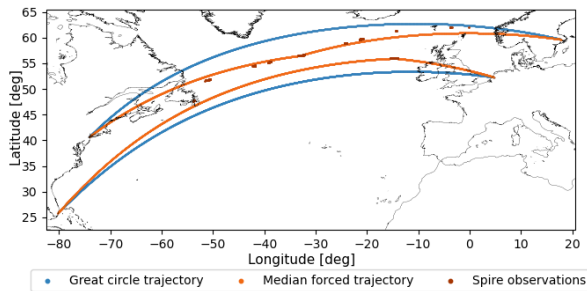 65
60
55
50
45
40
35
30
25
Latitude [deg]
-80 -70 -60 -50 -40 -30 -20 -10 0 10 20
Longitude [deg]
Great circle trajectory Median forced trajectory Spire observations